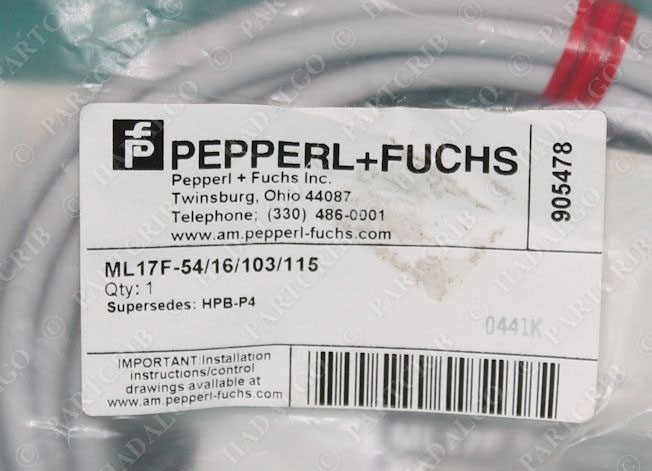 PEPPERL+FUCHS
Pepperl + Fuchs Inc.
Twinsburg, Ohio 44087
Telephone; (330) 486-0001
www.am.pepperl-fuchs.com
905478
ML17F-54/16/103/115
Qty: 1
Supersedes: HPB-P4
0441K
IMPORTANT:Installation
instructions/control
drawings available at
www.am.pepperl-fuchs.com
© PARTCRIB
© HADALGO